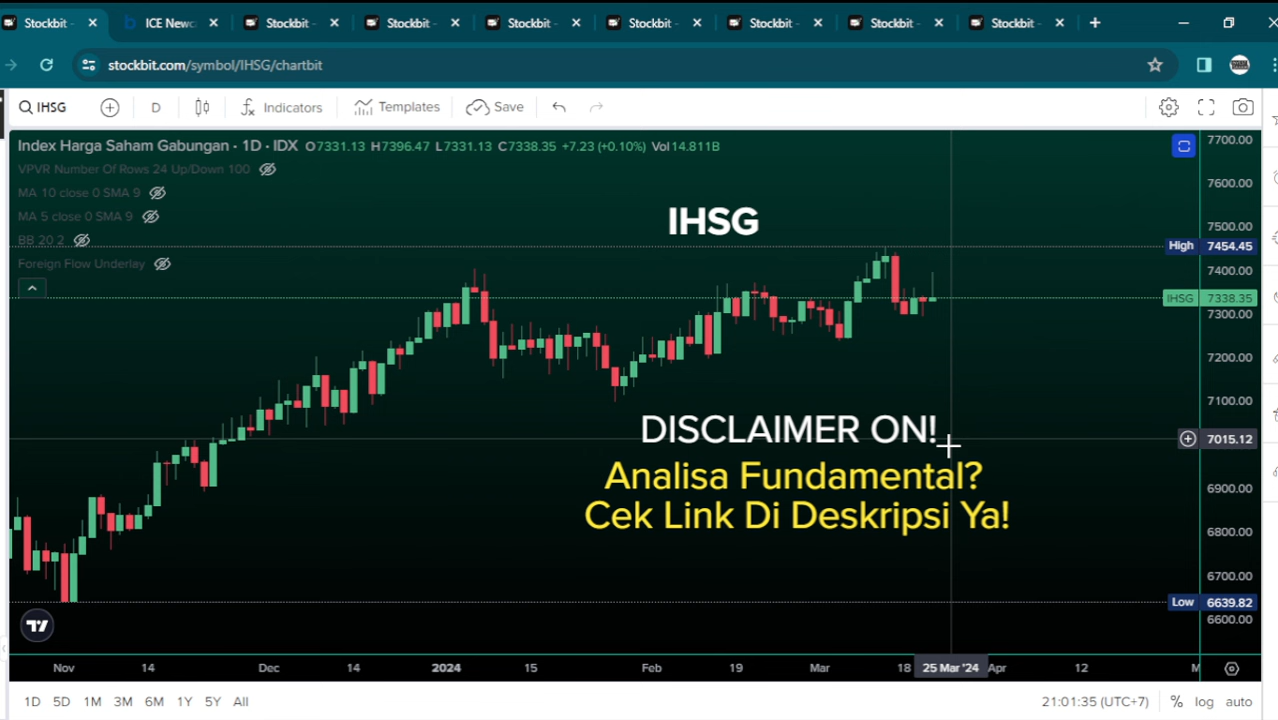 Stockbit -
ICE Newc
Stockbit -
Stockbit -
Stockbit -
Stockbit -
Stockbit -
Stockbit -
Stockbit -
stockbit.com/symbol/IHSG/chartbit
IHSG
D
Indicators
Templates
Save
Index Harga Saham Gabungan · 1D · IDX O7331.13 H7396.47 L7331.13 C7338.35 +7.23 (+0.10%) Vol14.811B
VPVR Number Of Rows 24 Up/Down 100
MA 10 close 0 SMA 9
MA 5 close 0 SMA 9
BB 20 2
Foreign Flow Underlay
IHSG
DISCLAIMER ON!
Analisa Fundamental?
Cek Link Di Deskripsi Ya!
7700.00
7600.00
7500.00
High 7454.45
7400.00
IHSG 7338.35
7300.00
7200.00
7100.00
7015.12
6900.00
6800.00
6700.00
Low 6639.82
6600.00
Nov 14 Dec 14 2024 15 Feb 19 Mar 18 25 Mar '24 Apr 12 M
1D 5D 1M 3M 6M 1Y 5Y All
21:01:35 (UTC+7) % log auto